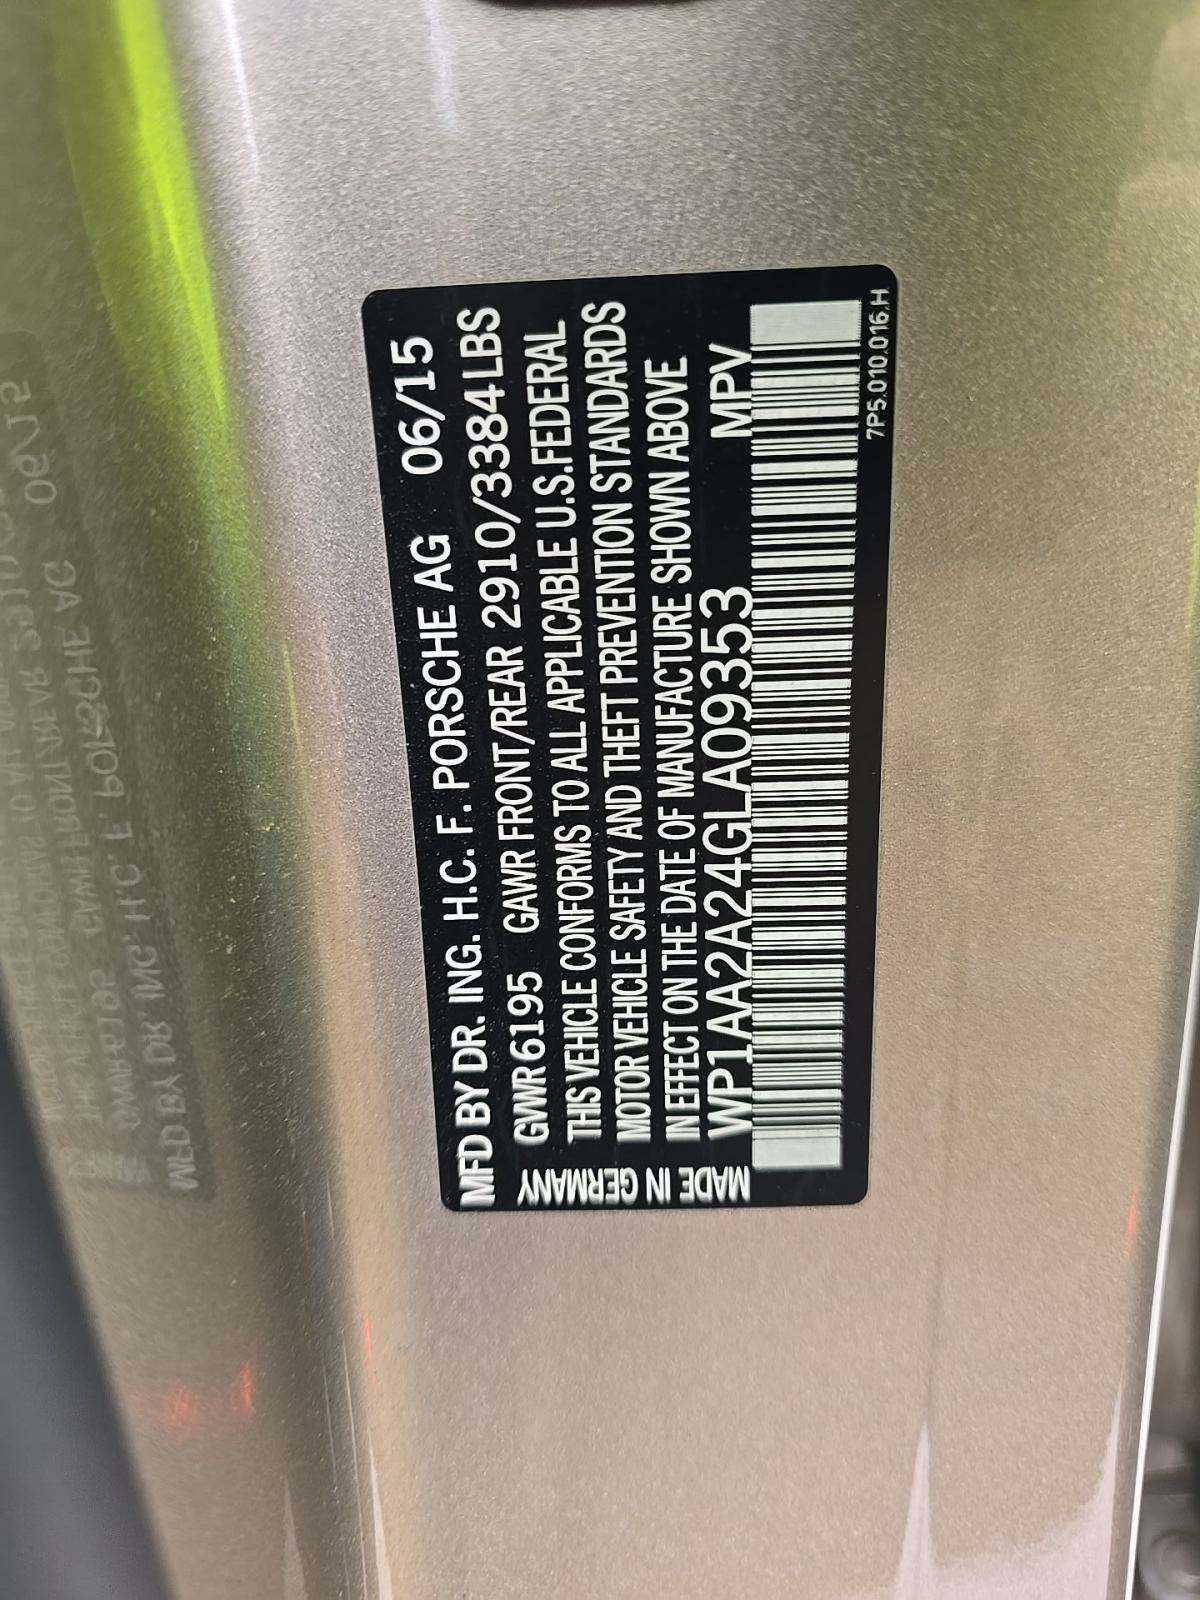 MFD BY DR. ING. H.C. F. PORSCHE AG 06/15
GVWR 6195 GAWR FRONT/REAR 2910/3384 LBS
THIS VEHICLE CONFORMS TO ALL APPLICABLE U.S. FEDERAL
MOTOR VEHICLE SAFETY AND THEFT PREVENTION STANDARDS
IN EFFECT ON THE DATE OF MANUFACTURE SHOWN ABOVE
WP1AA2A24GLA09353 MPV
MADE IN GERMANY
7P5.010.016.H